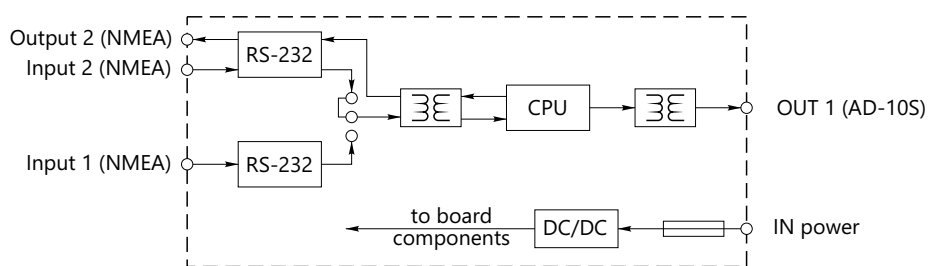 Output 2 (NMEA)
RS-232
Input 2 (NMEA)
CPU
OUT 1 (AD-10S)
Input 1 (NMEA)
RS-232
to board
components
DC/DC
IN power